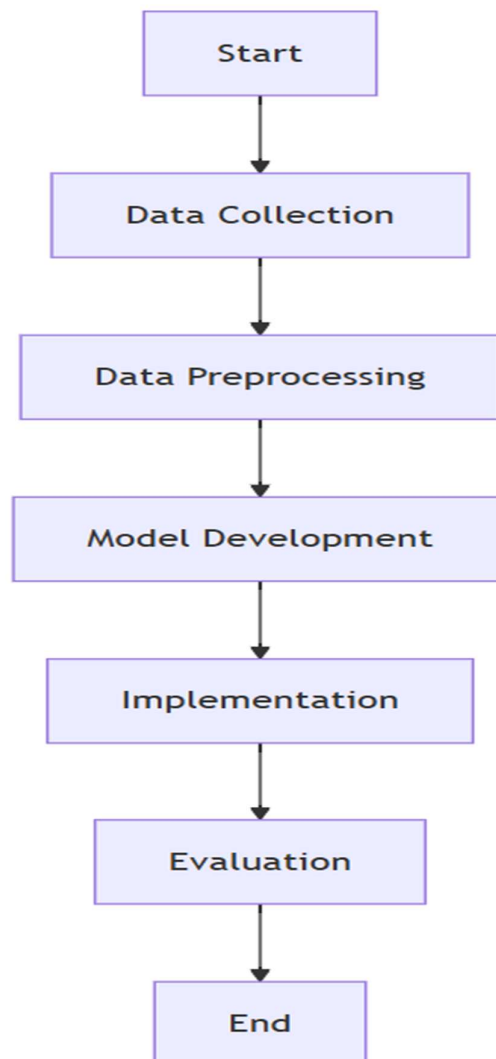 Start
Data Collection
Data Preprocessing
Model Development
Implementation
Evaluation
End